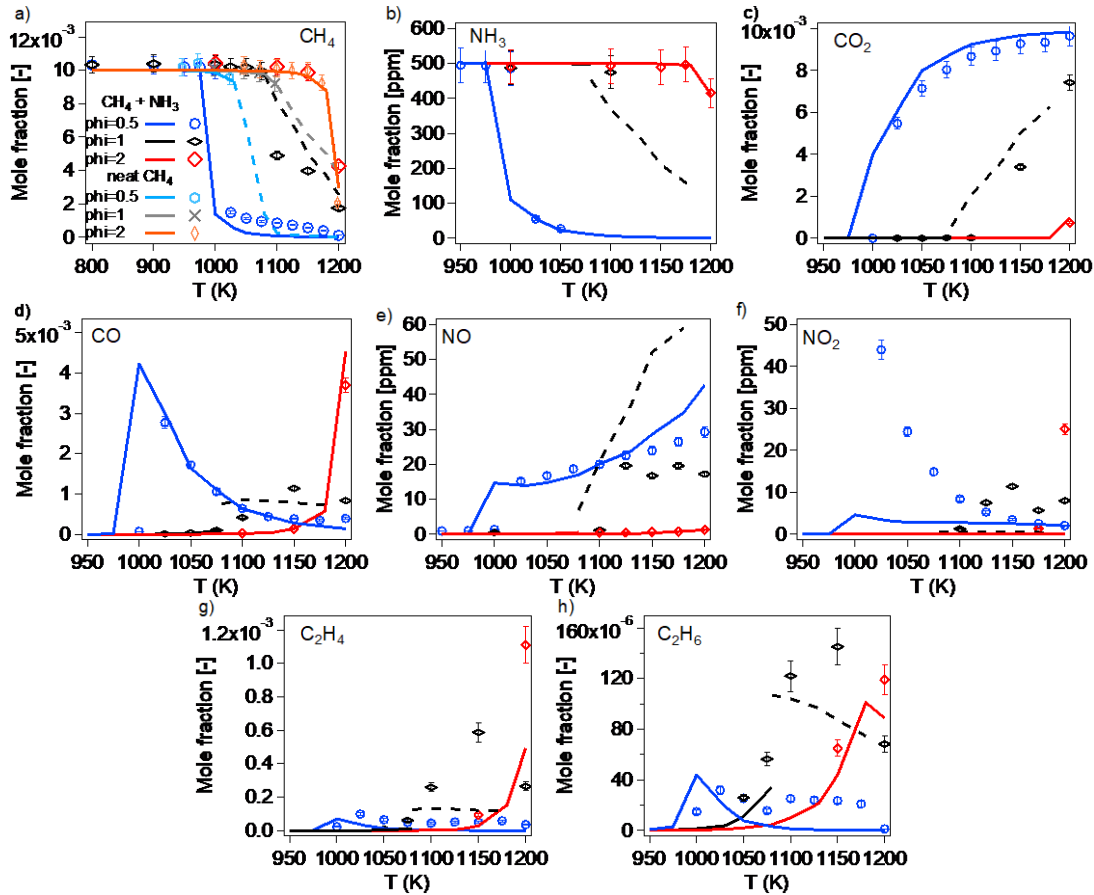 a)
12x10⁻³
CH₄
10
8
6
4
2
0
Mole fraction [-]
CH₄ + NH₃
phi=0.5
phi=1
phi=2
neat CH₄
phi=0.5
phi=1
phi=2
800 900 1000 1100 1200
T (K)
b)
NH₃
600
500
400
300
200
100
0
Mole fraction [ppm]
950 1000 1050 1100 1150 1200
T (K)
c)
10x10⁻³
CO₂
8
6
4
2
0
Mole fraction [-]
950 1000 1050 1100 1150 1200
T (K)
d)
5x10⁻³
CO
4
3
2
1
0
Mole fraction [-]
950 1000 1050 1100 1150 1200
T (K)
e)
NO
60
50
40
30
20
10
0
Mole fraction [ppm]
950 1000 1050 1100 1150 1200
T (K)
f)
NO₂
50
40
30
20
10
0
Mole fraction [ppm]
950 1000 1050 1100 1150 1200
T (K)
g)
1.2x10⁻³
C₂H₄
1.0
0.8
0.6
0.4
0.2
0.0
Mole fraction [-]
950 1000 1050 1100 1150 1200
T (K)
h)
160x10⁻⁶
C₂H₆
120
80
40
0
Mole fraction [-]
950 1000 1050 1100 1150 1200
T (K)